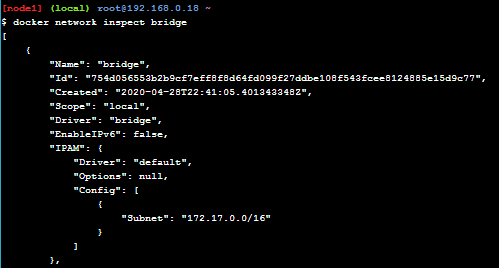 [node1] (local) root@192.168.0.18 ~
$ docker network inspect bridge
[
    {
        "Name": "bridge",
        "Id": "754d056553b2b9cf7eff8f8d64fd099f27ddbe108f543fcee8124885e15d9c77",
        "Created": "2020-04-28T22:41:05.401343348Z",
        "Scope": "local",
        "Driver": "bridge",
        "EnableIPv6": false,
        "IPAM": {
            "Driver": "default",
            "Options": null,
            "Config": [
                {
                    "Subnet": "172.17.0.0/16"
                }
            ]
        },